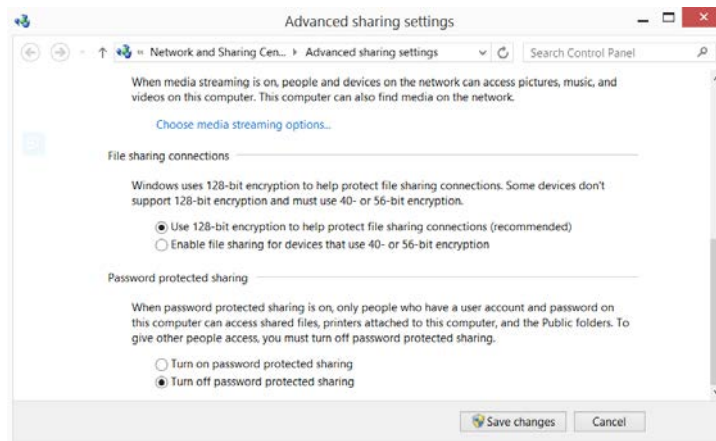 Advanced sharing settings
« Network and Sharing Cen... Advanced sharing settings Search Control Panel
When media streaming is on, people and devices on the network can access pictures, music, and
videos on this computer. This computer can also find media on the network.
Choose media streaming options...
File sharing connections
Windows uses 128-bit encryption to help protect file sharing connections. Some devices don't
support 128-bit encryption and must use 40- or 56-bit encryption.
Use 128-bit encryption to help protect file sharing connections (recommended)
Enable file sharing for devices that use 40- or 56-bit encryption
Password protected sharing
When password protected sharing is on, only people who have a user account and password on
this computer can access shared files, printers attached to this computer, and the Public folders. To
give other people access, you must turn off password protected sharing.
Turn on password protected sharing
Turn off password protected sharing
Save changes Cancel